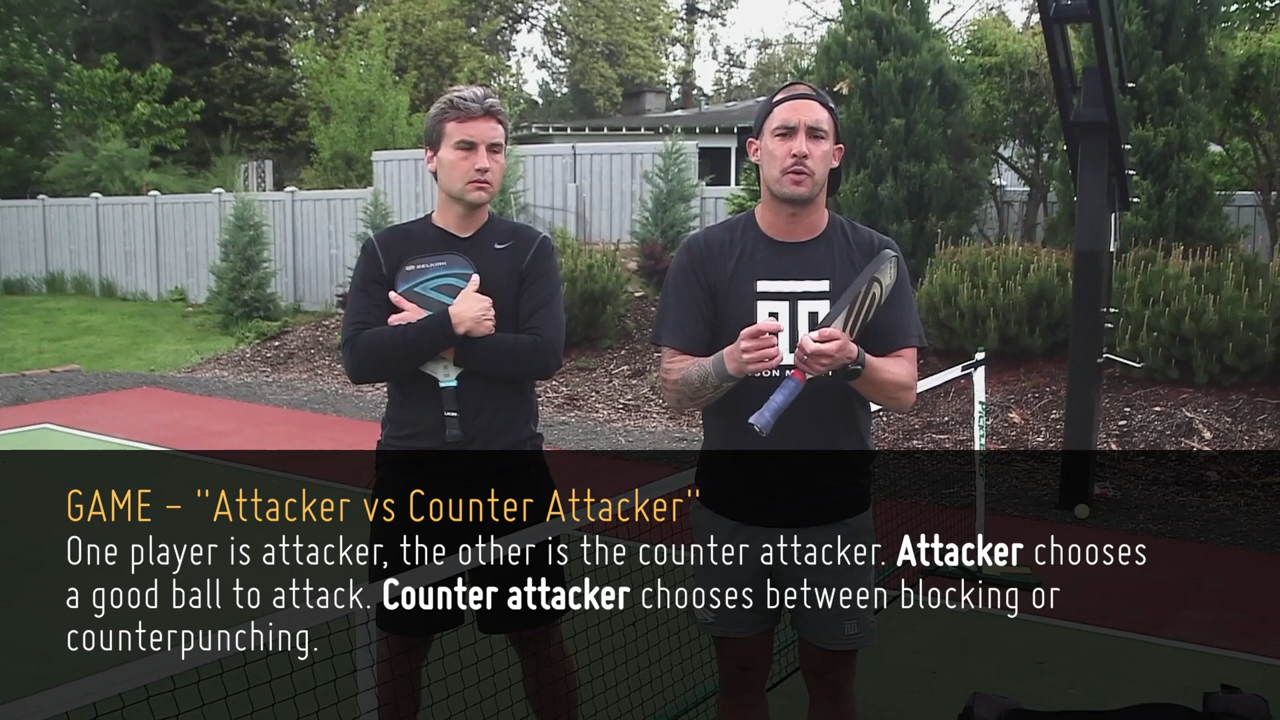 SELKIRK
GAME – "Attacker vs Counter Attacker"
One player is attacker, the other is the counter attacker. Attacker chooses
a good ball to attack. Counter attacker chooses between blocking or
counterpunching.